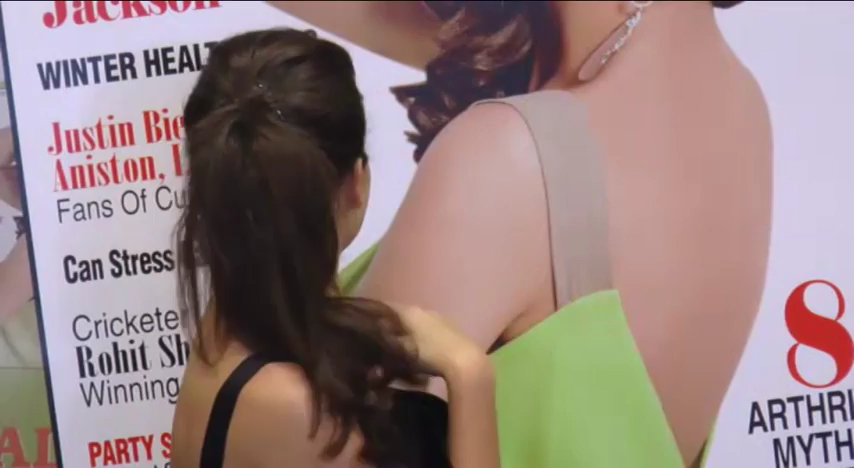 Jackson
WINTER HEAL
Justin Bie
Aniston,
Fans Of Cu
Can Stress
Crickete
Rohit Sh
Winning
PARTY S
8
ARTHRI
MYTH
AL